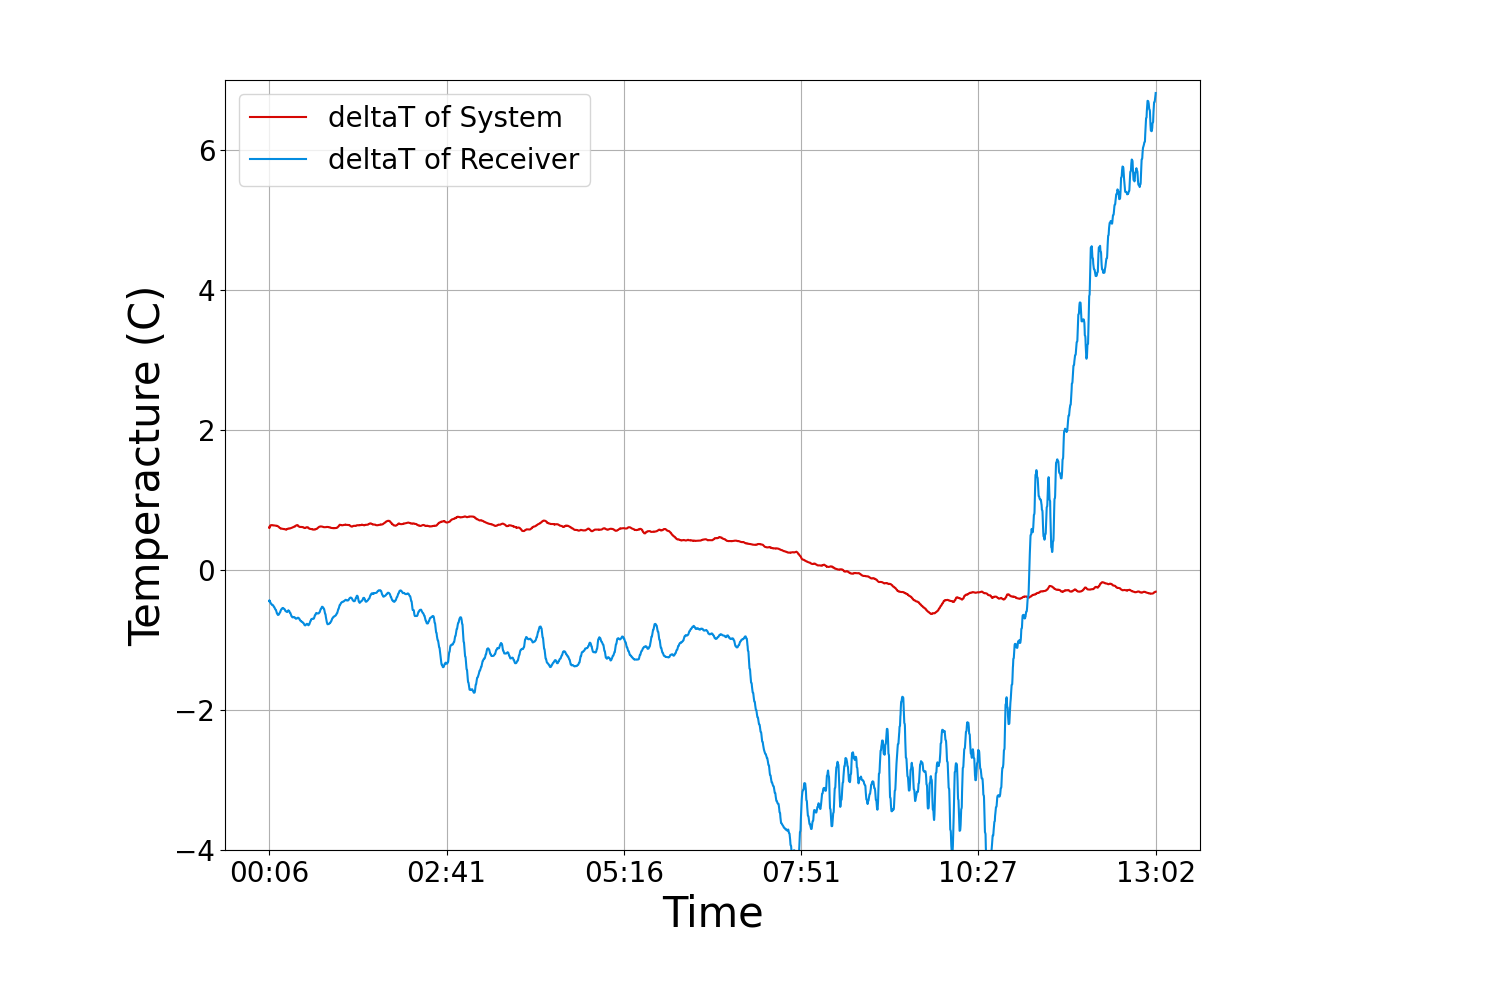 deltaT of System
deltaT of Receiver
Temperacture (C)
6
4
2
0
−2
−4
00:06 02:41 05:16 07:51 10:27 13:02
Time